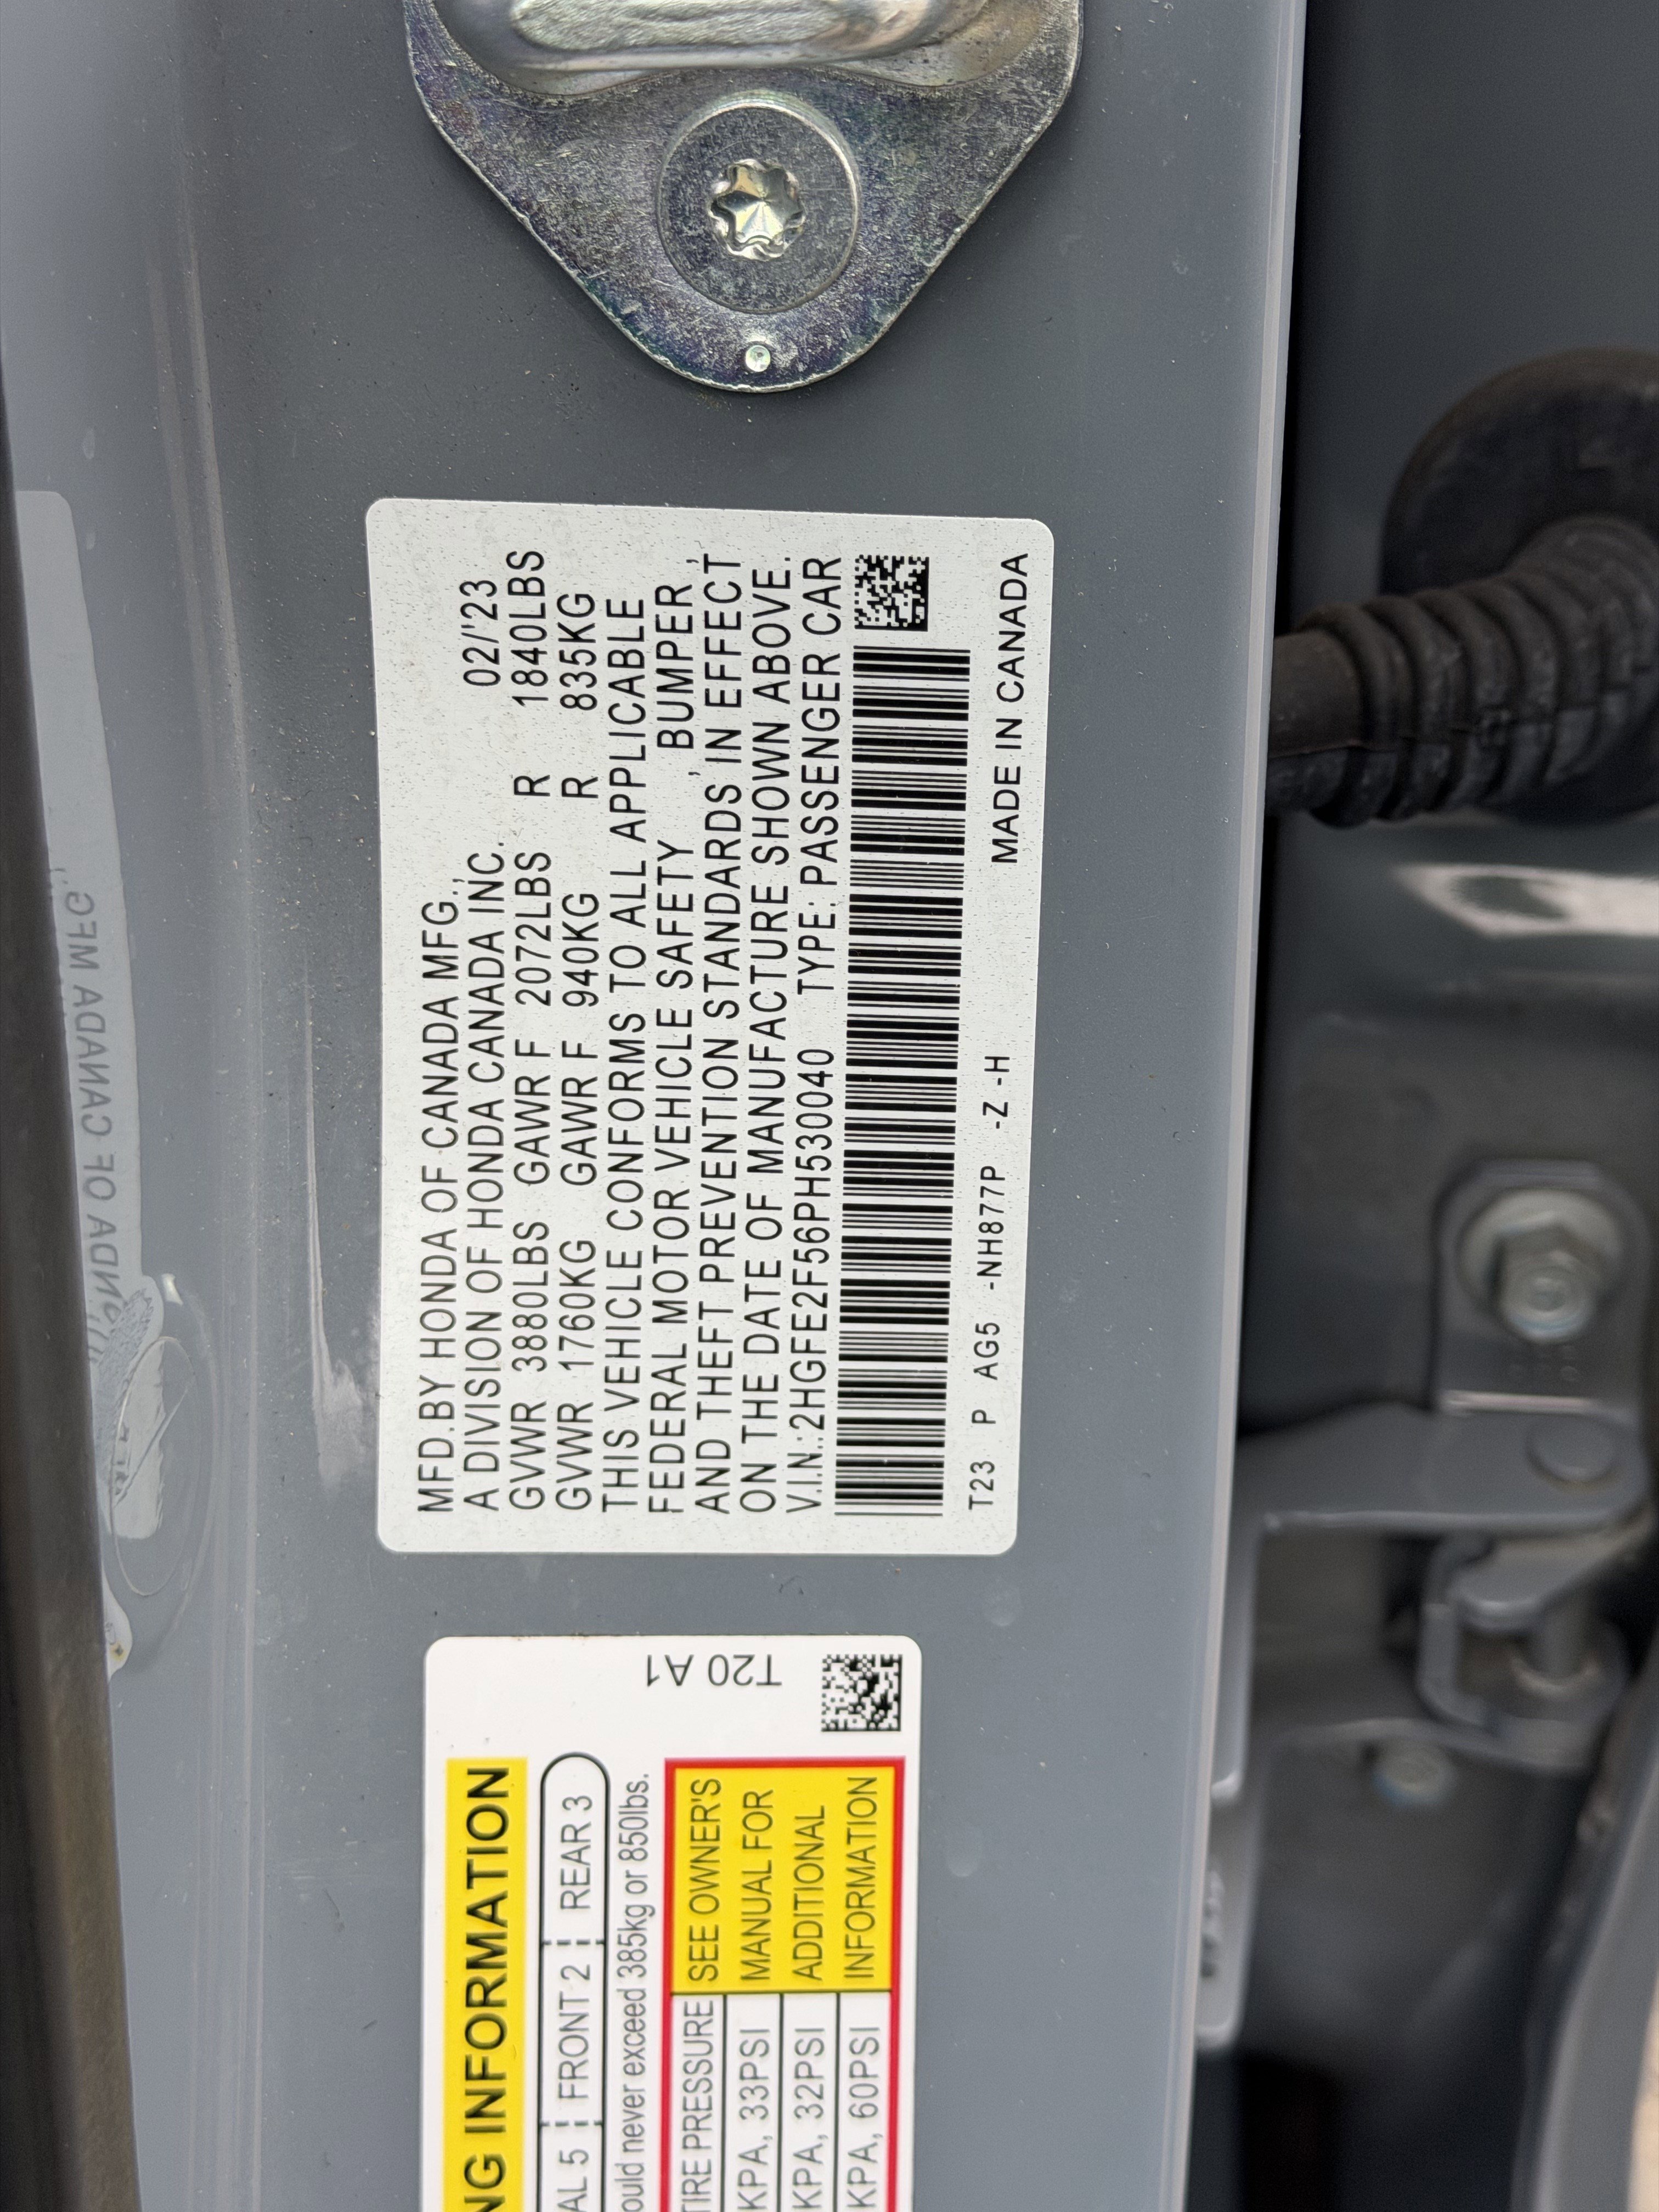 MFD.BY HONDA OF CANADA MFG.,
A DIVISION OF HONDA CANADA INC. 02/'23
GVWR 3880LBS GAWR F 2072LBS R 1840LBS
GVWR 1760KG GAWR F 940KG R 835KG
THIS VEHICLE CONFORMS TO ALL APPLICABLE
FEDERAL MOTOR VEHICLE SAFETY , BUMPER ,
AND THEFT PREVENTION STANDARDS IN EFFECT
ON THE DATE OF MANUFACTURE SHOWN ABOVE.
V.I.N.:2HGFE2F56PH530040 TYPE: PASSENGER CAR
T23 P AG5 -NH877P -Z -H MADE IN CANADA
T20 A1
NG INFORMATION
AL 5 FRONT 2 REAR 3
ould never exceed 385kg or 850lbs.
TIRE PRESSURE SEE OWNER'S
KPA, 33PSI MANUAL FOR
KPA, 32PSI ADDITIONAL
KPA, 60PSI INFORMATION
ONDA OF CANADA MFG.,